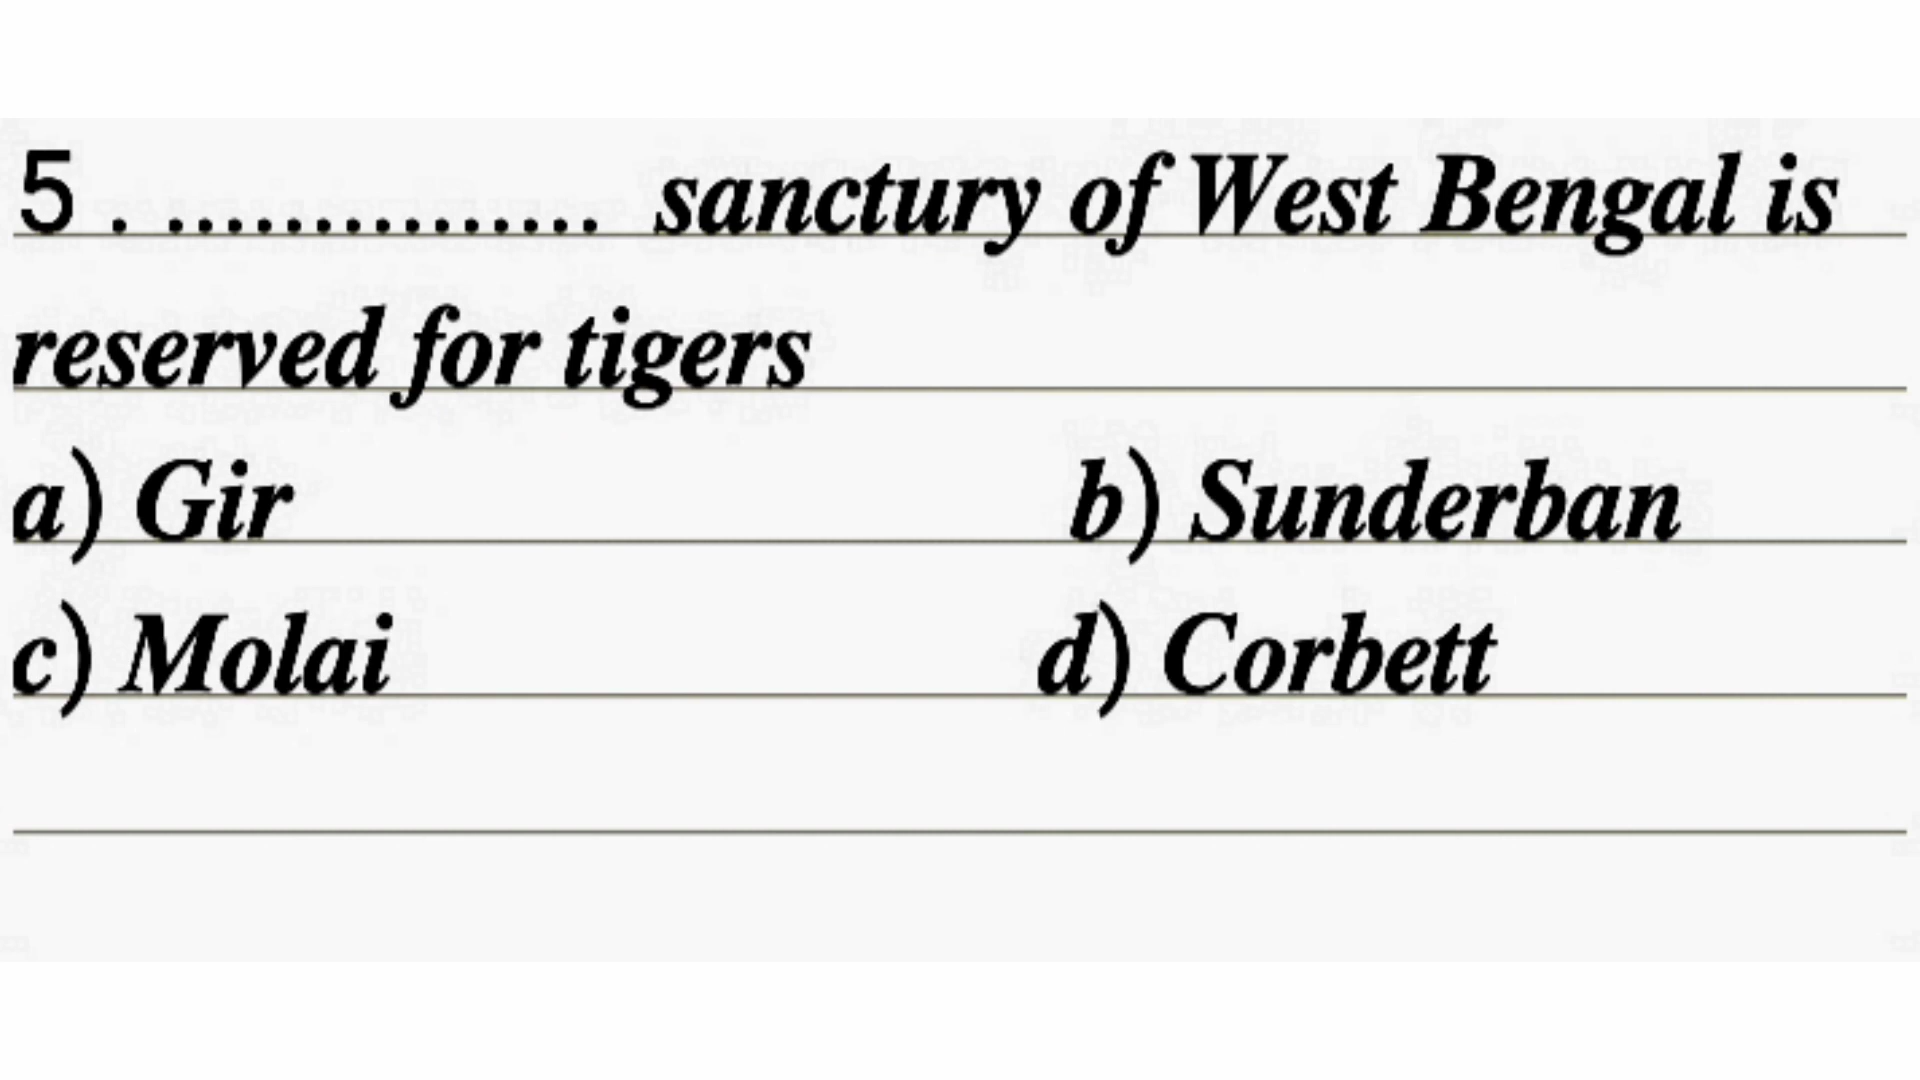 5 . ............... sanctury of West Bengal is
reserved for tigers
a) Gir b) Sunderban
c) Molai d) Corbett